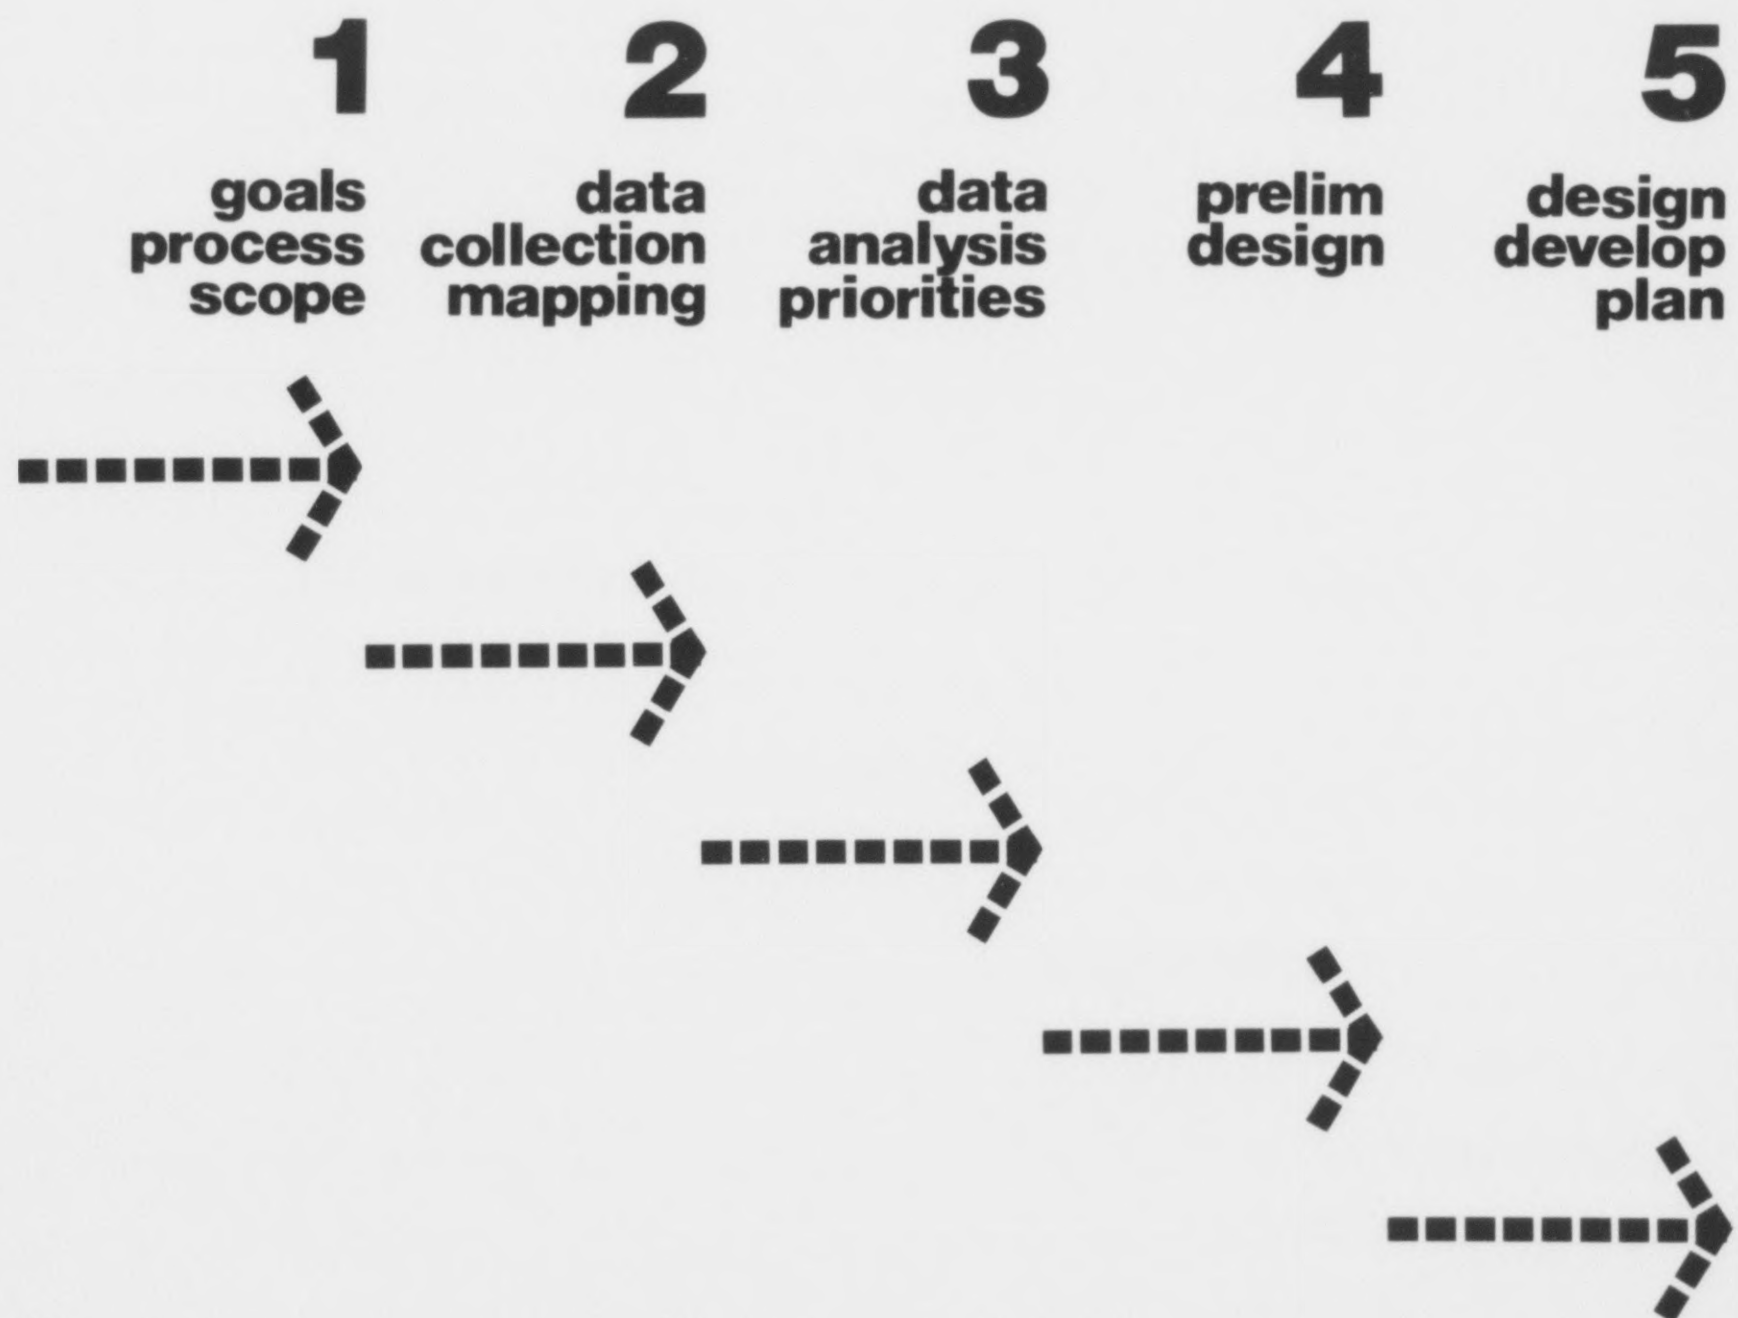 1
goals
process
scope
2
data
collection
mapping
3
data
analysis
priorities
4
prelim
design
5
design
develop
plan